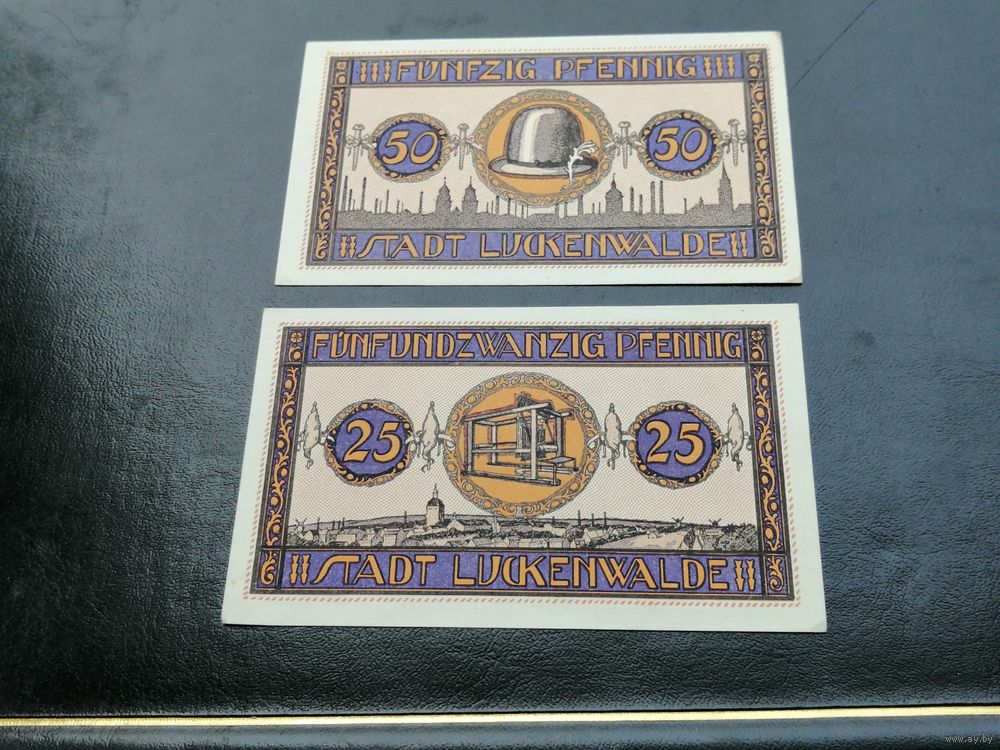 FÜNFZIG PFENNIG
50 50
STADT LUCKENWALDE
FÜNFUNDZWANZIG PFENNIG
25 25
STADT LUCKENWALDE
www.ay.by